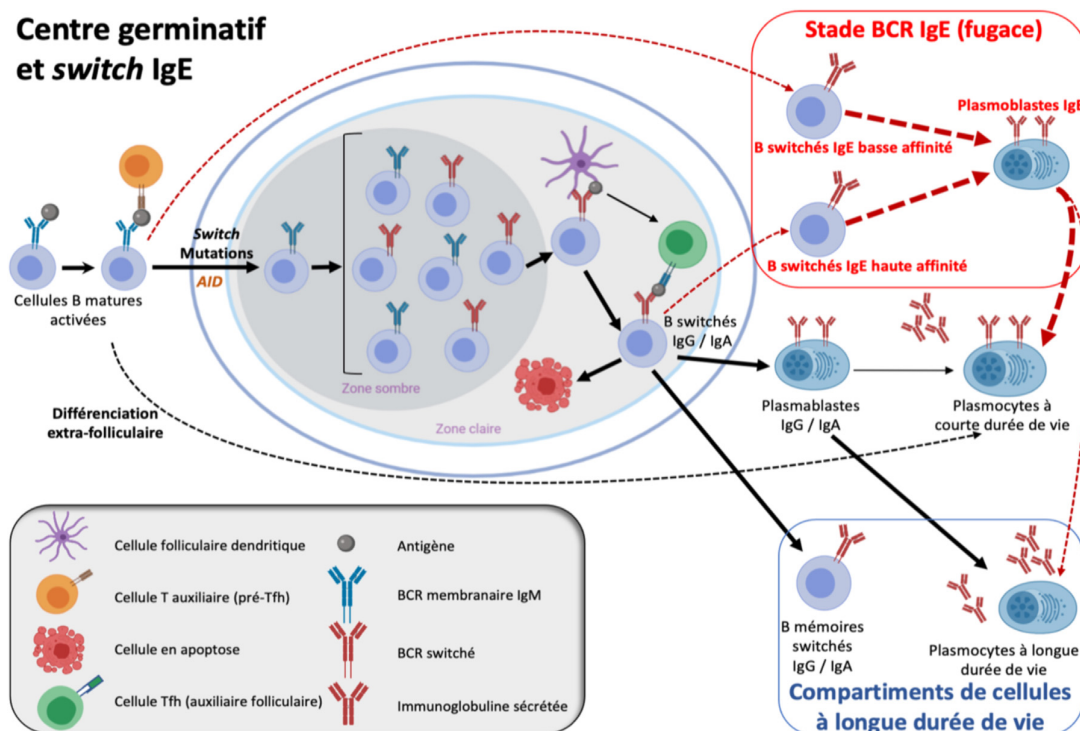 Centre germinatif
et switch IgE
Stade BCR IgE (fugace)
Plasmoblastes IgE
B switchés IgE basse affinité
B switchés IgE haute affinité
Switch
Mutations
AID
Cellules B matures
activées
B switchés
IgG / IgA
Zone sombre
Zone claire
Différenciation
extra-folliculaire
Plasmablastes
IgG / IgA
Plasmocytes à
courte durée de vie
Cellule folliculaire dendritique
Antigène
Cellule T auxiliaire (pré-Tfh)
BCR membranaire IgM
Cellule en apoptose
BCR switché
Cellule Tfh (auxiliaire folliculaire)
Immunoglobuline sécrétée
B mémoires
switchés
IgG / IgA
Plasmocytes à longue
durée de vie
Compartiments de cellules
à longue durée de vie